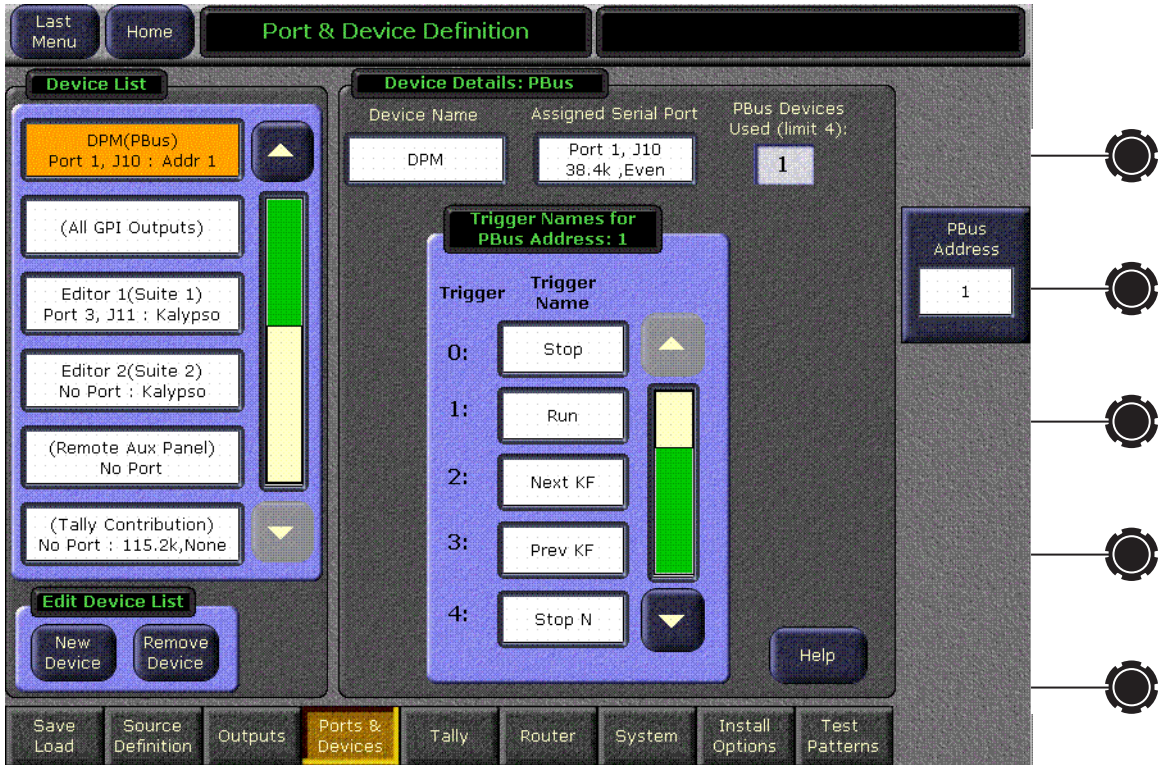 Last
Menu
Home
Port & Device Definition
Device List
DPM(PBus)
Port 1, J10 : Addr 1
(All GPI Outputs)
Editor 1(Suite 1)
Port 3, J11 : Kalypso
Editor 2(Suite 2)
No Port : Kalypso
(Remote Aux Panel)
No Port
(Tally Contribution)
No Port : 115.2k,None
Edit Device List
New
Device
Remove
Device
Device Details: PBus
Device Name
DPM
Assigned Serial Port
Port 1, J10
38.4k ,Even
PBus Devices
Used (limit 4):
1
Trigger Names for
PBus Address: 1
Trigger
Trigger
Name
0:
Stop
1:
Run
2:
Next KF
3:
Prev KF
4:
Stop N
Help
PBus
Address
1
Save
Load
Source
Definition
Outputs
Ports &
Devices
Tally
Router
System
Install
Options
Test
Patterns